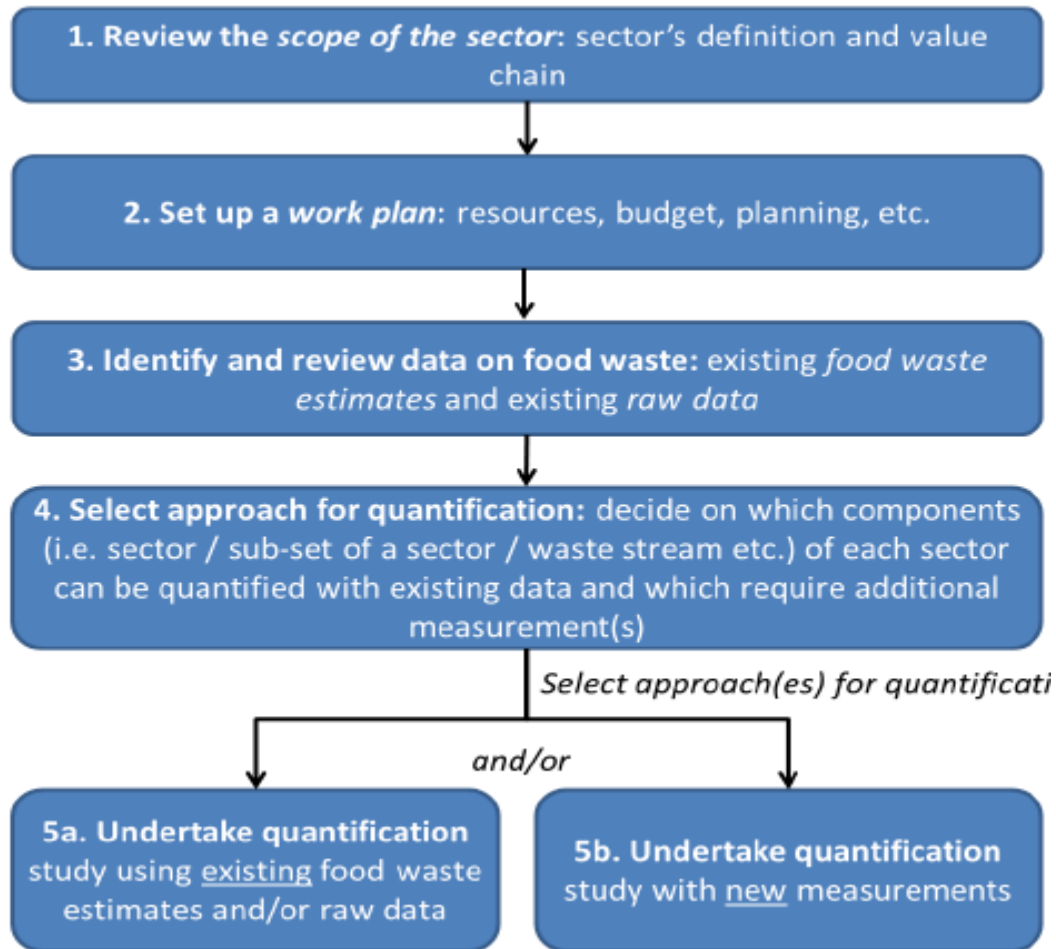 1. Review the scope of the sector: sector’s definition and value
chain
2. Set up a work plan: resources, budget, planning, etc.
3. Identify and review data on food waste: existing food waste
estimates and existing raw data
4. Select approach for quantification: decide on which components
(i.e. sector / sub-set of a sector / waste stream etc.) of each sector
can be quantified with existing data and which require additional
measurement(s)
Select approach(es) for quantificati
and/or
5a. Undertake quantification
study using existing food waste
estimates and/or raw data
5b. Undertake quantification
study with new measurements